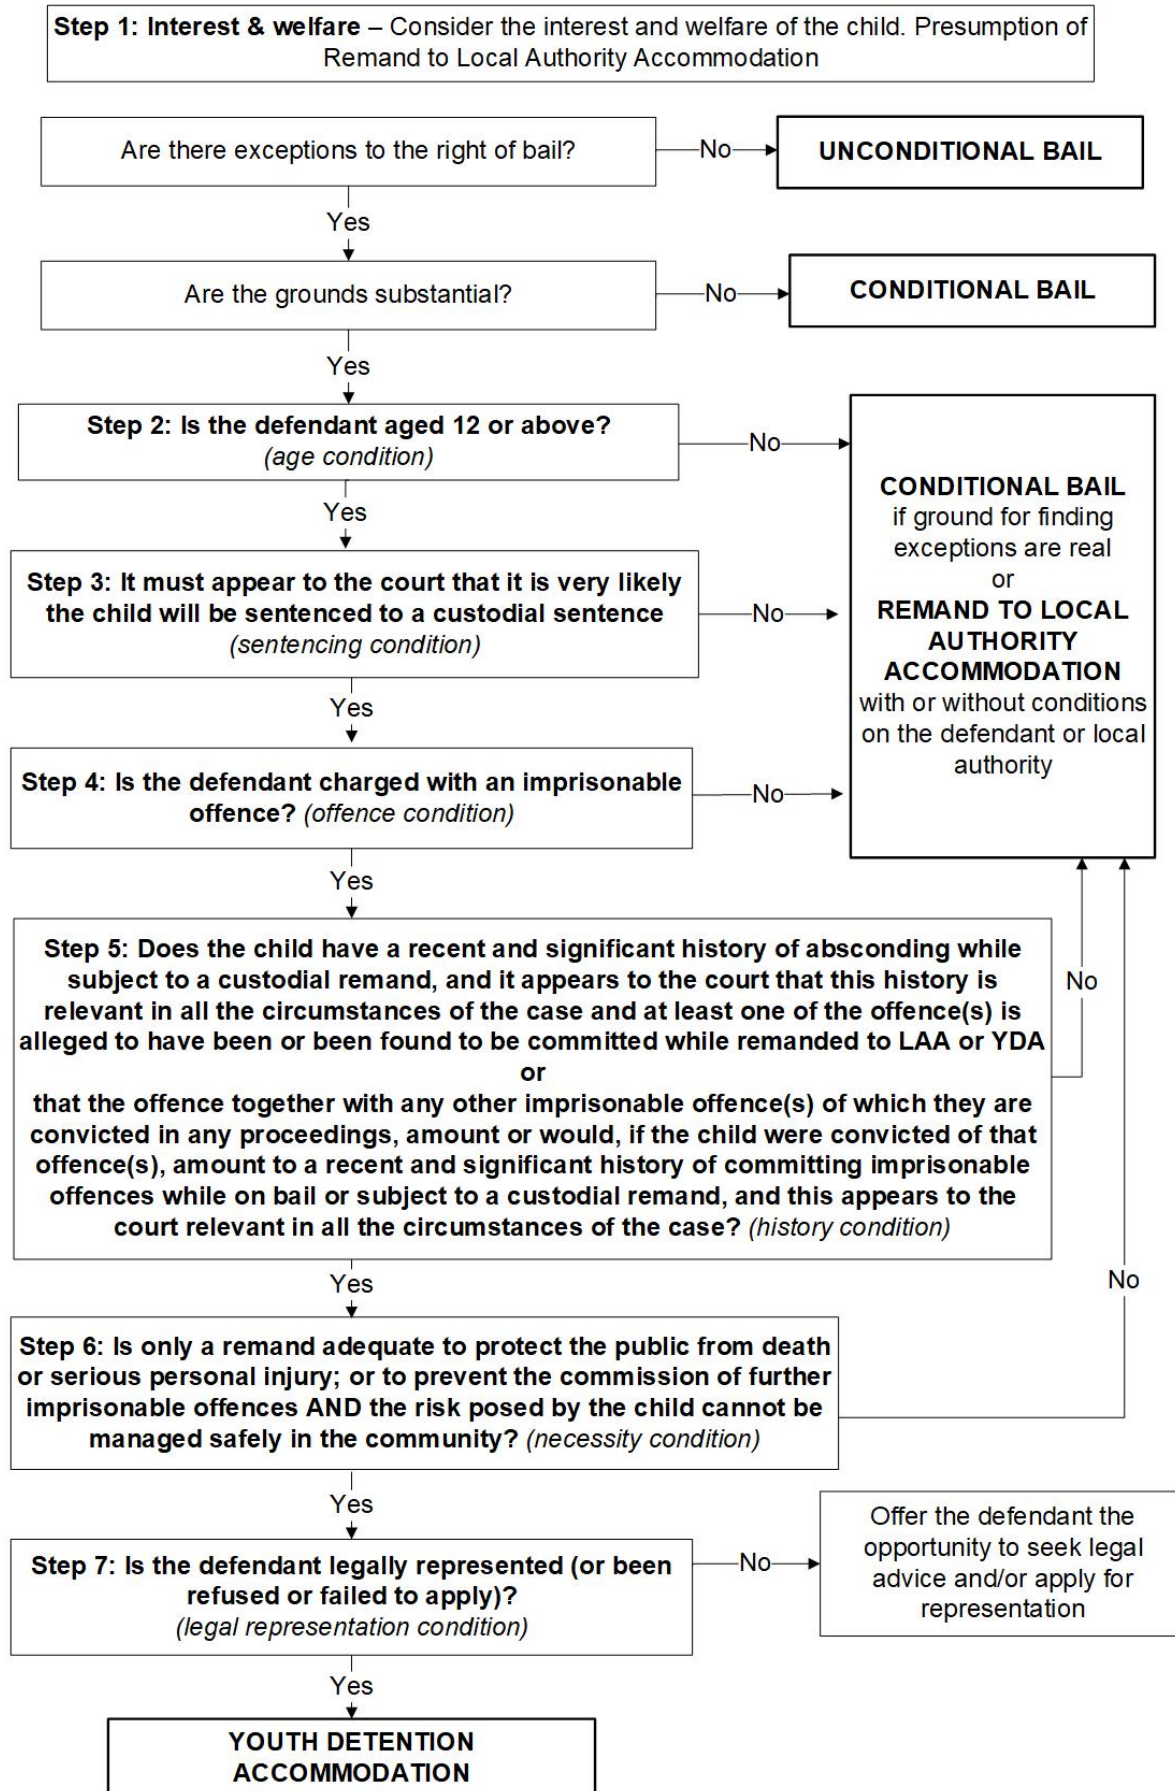 Step 1: Interest & welfare – Consider the interest and welfare of the child. Presumption of
Remand to Local Authority Accommodation
Are there exceptions to the right of bail?
No
UNCONDITIONAL BAIL
Yes
Are the grounds substantial?
No
CONDITIONAL BAIL
Yes
Step 2: Is the defendant aged 12 or above?
(age condition)
No
CONDITIONAL BAIL
if ground for finding
exceptions are real
or
REMAND TO LOCAL
AUTHORITY
ACCOMMODATION
with or without conditions
on the defendant or local
authority
Yes
Step 3: It must appear to the court that it is very likely
the child will be sentenced to a custodial sentence
(sentencing condition)
No
Yes
Step 4: Is the defendant charged with an imprisonable
offence? (offence condition)
No
Yes
Step 5: Does the child have a recent and significant history of absconding while
subject to a custodial remand, and it appears to the court that this history is
relevant in all the circumstances of the case and at least one of the offence(s) is
alleged to have been or been found to be committed while remanded to LAA or YDA
or
that the offence together with any other imprisonable offence(s) of which they are
convicted in any proceedings, amount or would, if the child were convicted of that
offence(s), amount to a recent and significant history of committing imprisonable
offences while on bail or subject to a custodial remand, and this appears to the
court relevant in all the circumstances of the case? (history condition)
No
Yes
Step 6: Is only a remand adequate to protect the public from death
or serious personal injury; or to prevent the commission of further
imprisonable offences AND the risk posed by the child cannot be
managed safely in the community? (necessity condition)
No
Yes
Step 7: Is the defendant legally represented (or been
refused or failed to apply)?
(legal representation condition)
No
Offer the defendant the
opportunity to seek legal
advice and/or apply for
representation
Yes
YOUTH DETENTION
ACCOMMODATION